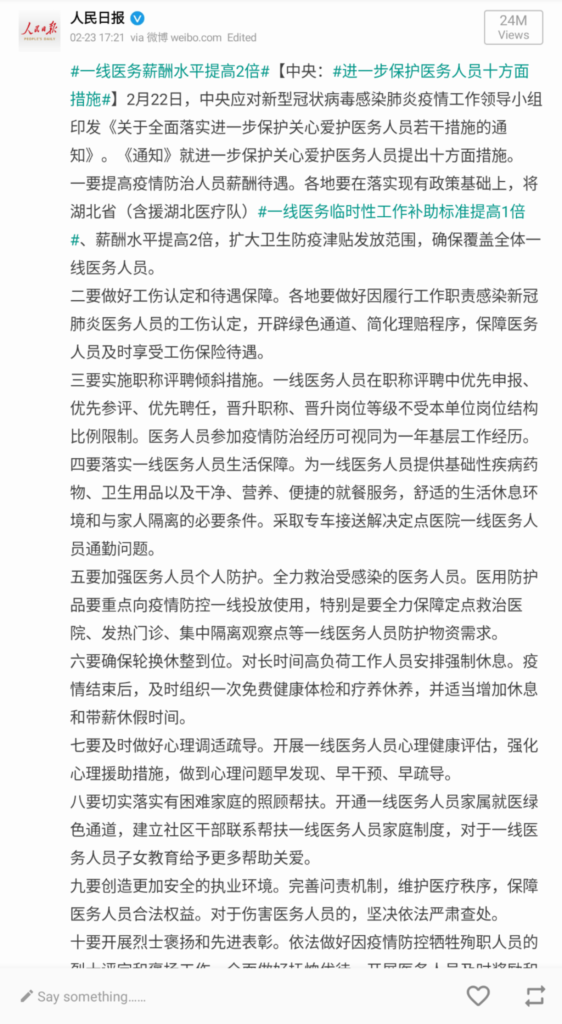 人民日报
PEOPLE'S DAILY
人民日报
02-23 17:21 via 微博 weibo.com Edited
24M
Views
#一线医务薪酬水平提高2倍#【中央：#进一步保护医务人员十方面
措施#】2月22日，中央应对新型冠状病毒感染肺炎疫情工作领导小组
印发《关于全面落实进一步保护关心爱护医务人员若干措施的通
知》。《通知》就进一步保护关心爱护医务人员提出十方面措施。
一要提高疫情防治人员薪酬待遇。各地要在落实现有政策基础上，将
湖北省（含援湖北医疗队）#一线医务临时性工作补助标准提高1倍
#、薪酬水平提高2倍，扩大卫生防疫津贴发放范围，确保覆盖全体一
线医务人员。
二要做好工伤认定和待遇保障。各地要做好因履行工作职责感染新冠
肺炎医务人员的工伤认定，开辟绿色通道、简化理赔程序，保障医务
人员及时享受工伤保险待遇。
三要实施职称评聘倾斜措施。一线医务人员在职称评聘中优先申报、
优先参评、优先聘任，晋升职称、晋升岗位等级不受本单位岗位结构
比例限制。医务人员参加疫情防治经历可视同为一年基层工作经历。
四要落实一线医务人员生活保障。为一线医务人员提供基础性疾病药
物、卫生用品以及干净、营养、便捷的就餐服务，舒适的生活休息环
境和与家人隔离的必要条件。采取专车接送解决定点医院一线医务人
员通勤问题。
五要加强医务人员个人防护。全力救治受感染的医务人员。医用防护
品要重点向疫情防控一线投放使用，特别是要全力保障定点救治医
院、发热门诊、集中隔离观察点等一线医务人员防护物资需求。
六要确保轮换休整到位。对长时间高负荷工作人员安排强制休息。疫
情结束后，及时组织一次免费健康体检和疗养休养，并适当增加休息
和带薪休假时间。
七要及时做好心理调适疏导。开展一线医务人员心理健康评估，强化
心理援助措施，做到心理问题早发现、早干预、早疏导。
八要切实落实有困难家庭的照顾帮扶。开通一线医务人员家属就医绿
色通道，建立社区干部联系帮扶一线医务人员家庭制度，对于一线医
务人员子女教育给予更多帮助关爱。
九要创造更加安全的执业环境。完善问责机制，维护医疗秩序，保障
医务人员合法权益。对于伤害医务人员的，坚决依法严肃查处。
十要开展烈士褒扬和先进表彰。依法做好因疫情防控牺牲殉职人员的
烈士评定和褒扬工作，全面做好抚恤优待，开展医务人员及时奖励和
Say something......